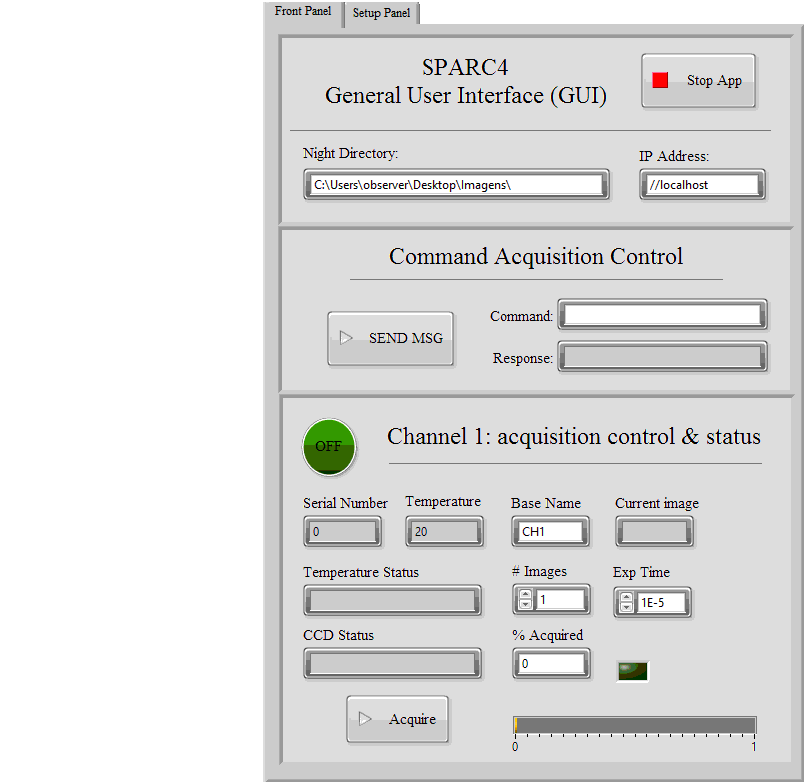 Front Panel
Setup Panel
SPARC4
General User Interface (GUI)
Stop App
Night Directory:
IP Address:
C:\Users\observer\Desktop\Imagens\
//localhost
Command Acquisition Control
Command:
SEND MSG
Response:
OFF
Channel 1: acquisition control & status
Serial Number
Temperature
Base Name
Current image
0
20
CH1
Temperature Status
# Images
Exp Time
1
1E-5
CCD Status
% Acquired
0
Acquire
0
1